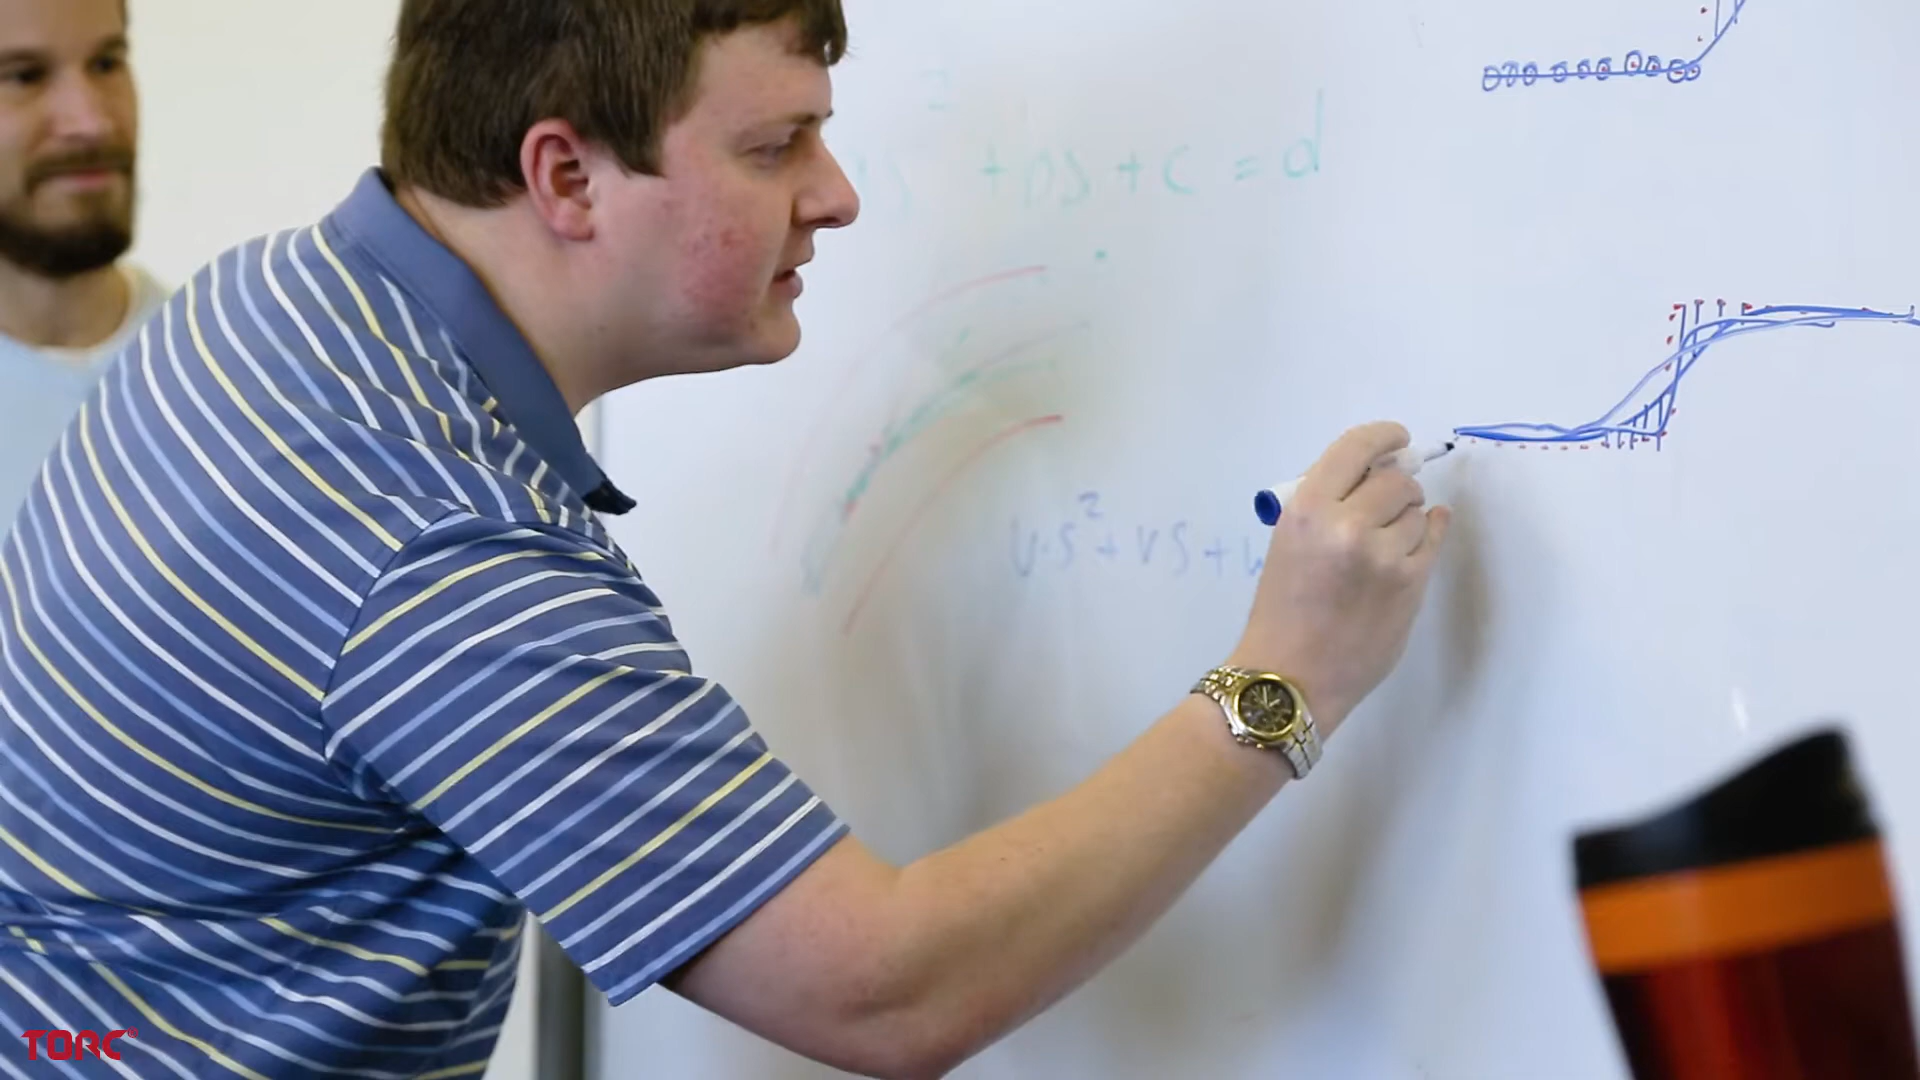 + bs + c = d
v·s² + vs +
TORC®